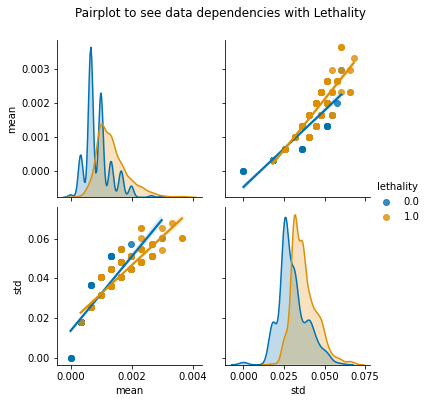 Pairplot to see data dependencies with Lethality
0.003
0.002
0.001
0.000
mean
lethality
0.0
1.0
0.06
0.04
0.02
0.00
std
0.000 0.002 0.004
mean
0.000 0.025 0.050 0.075
std